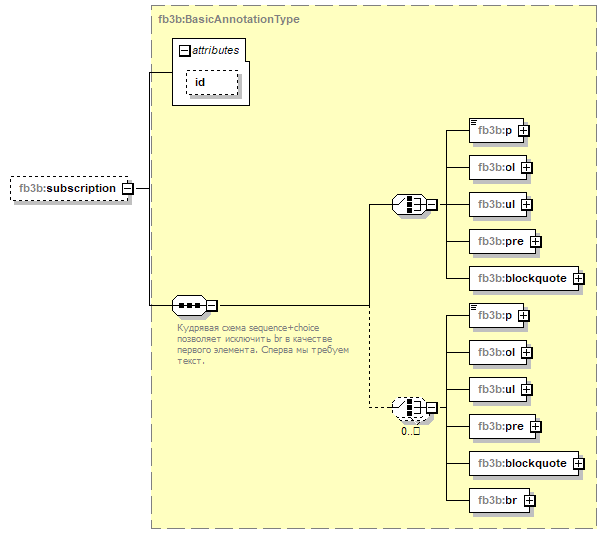 fb3b:BasicAnnotationType
attributes
id
fb3b:subscription
fb3b:p
fb3b:ol
fb3b:ul
fb3b:pre
fb3b:blockquote
Кудрявая схема sequence+choice
позволяет исключить br в качестве
первого элемента. Сперва мы требуем
текст.
fb3b:p
fb3b:ol
fb3b:ul
fb3b:pre
fb3b:blockquote
fb3b:br
0..